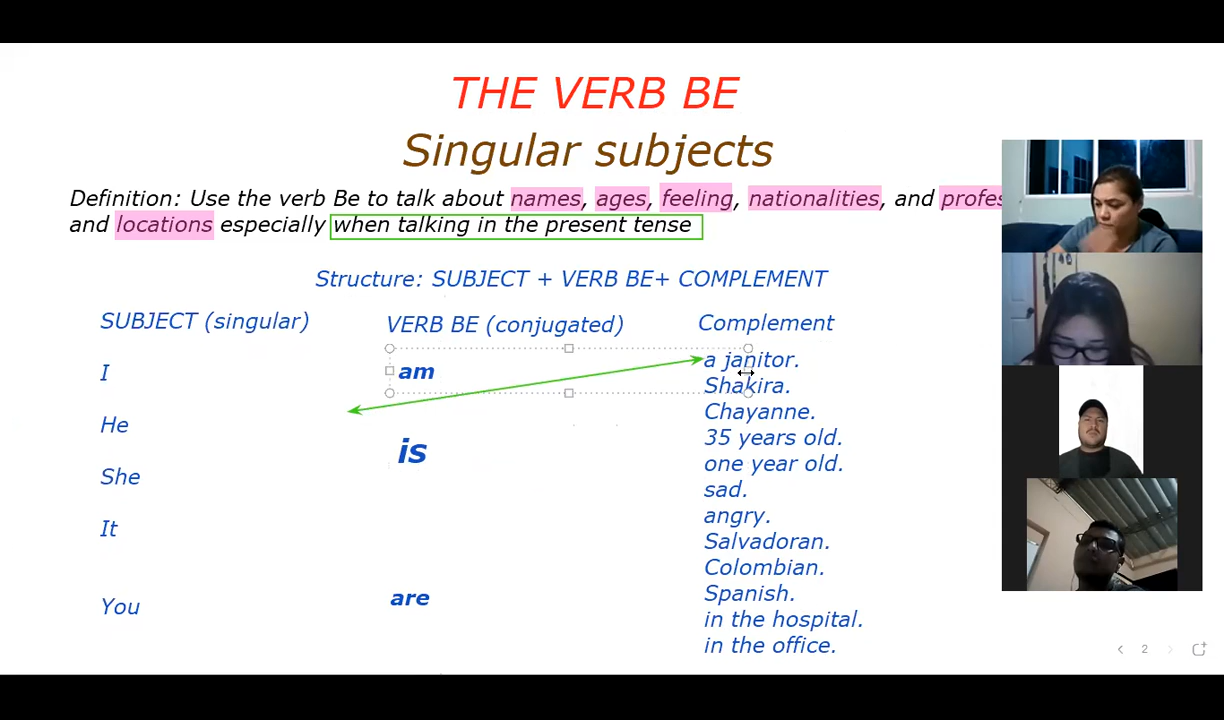 THE VERB BE
Singular subjects
Definition: Use the verb Be to talk about names, ages, feeling, nationalities, and profes
and locations especially when talking in the present tense
Structure: SUBJECT + VERB BE+ COMPLEMENT
SUBJECT (singular) VERB BE (conjugated) Complement
I am a janitor.
Shakira.
He Chayanne.
is 35 years old.
She one year old.
sad.
It angry.
Salvadoran.
Colombian.
You are Spanish.
in the hospital.
in the office.
2